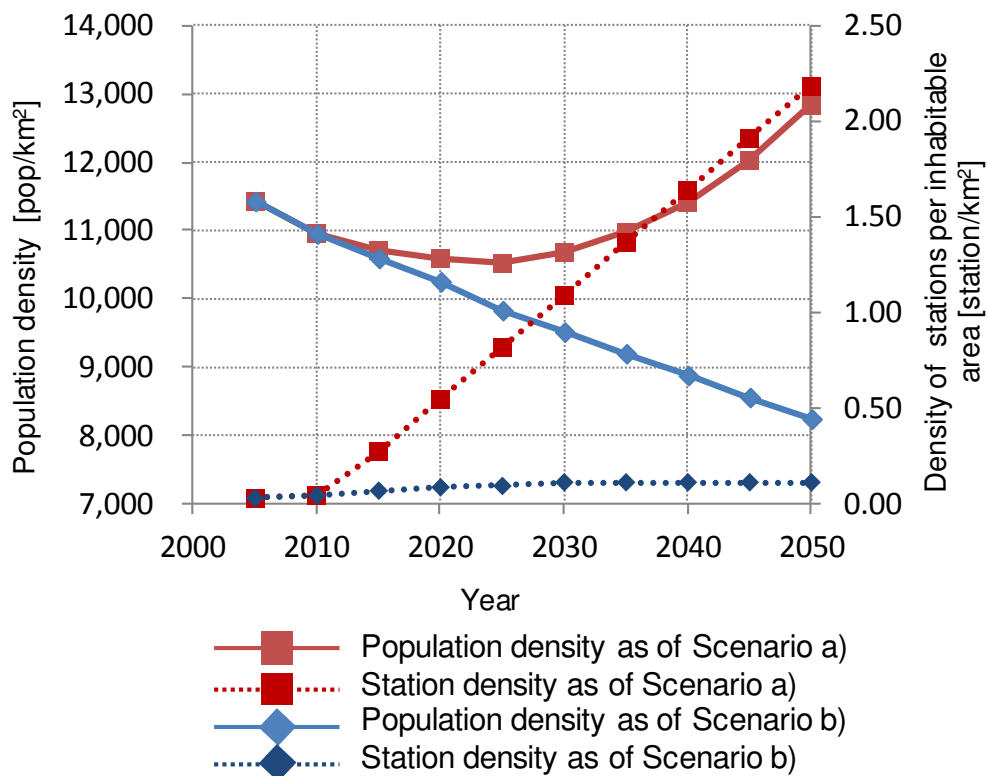 14,000
13,000
12,000
11,000
10,000
9,000
8,000
7,000
Population density [pop/km²]
2.50
2.00
1.50
1.00
0.50
0.00
Density of stations per inhabitable
area [station/km²]
2000 2010 2020 2030 2040 2050
Year
Population density as of Scenario a)
Station density as of Scenario a)
Population density as of Scenario b)
Station density as of Scenario b)